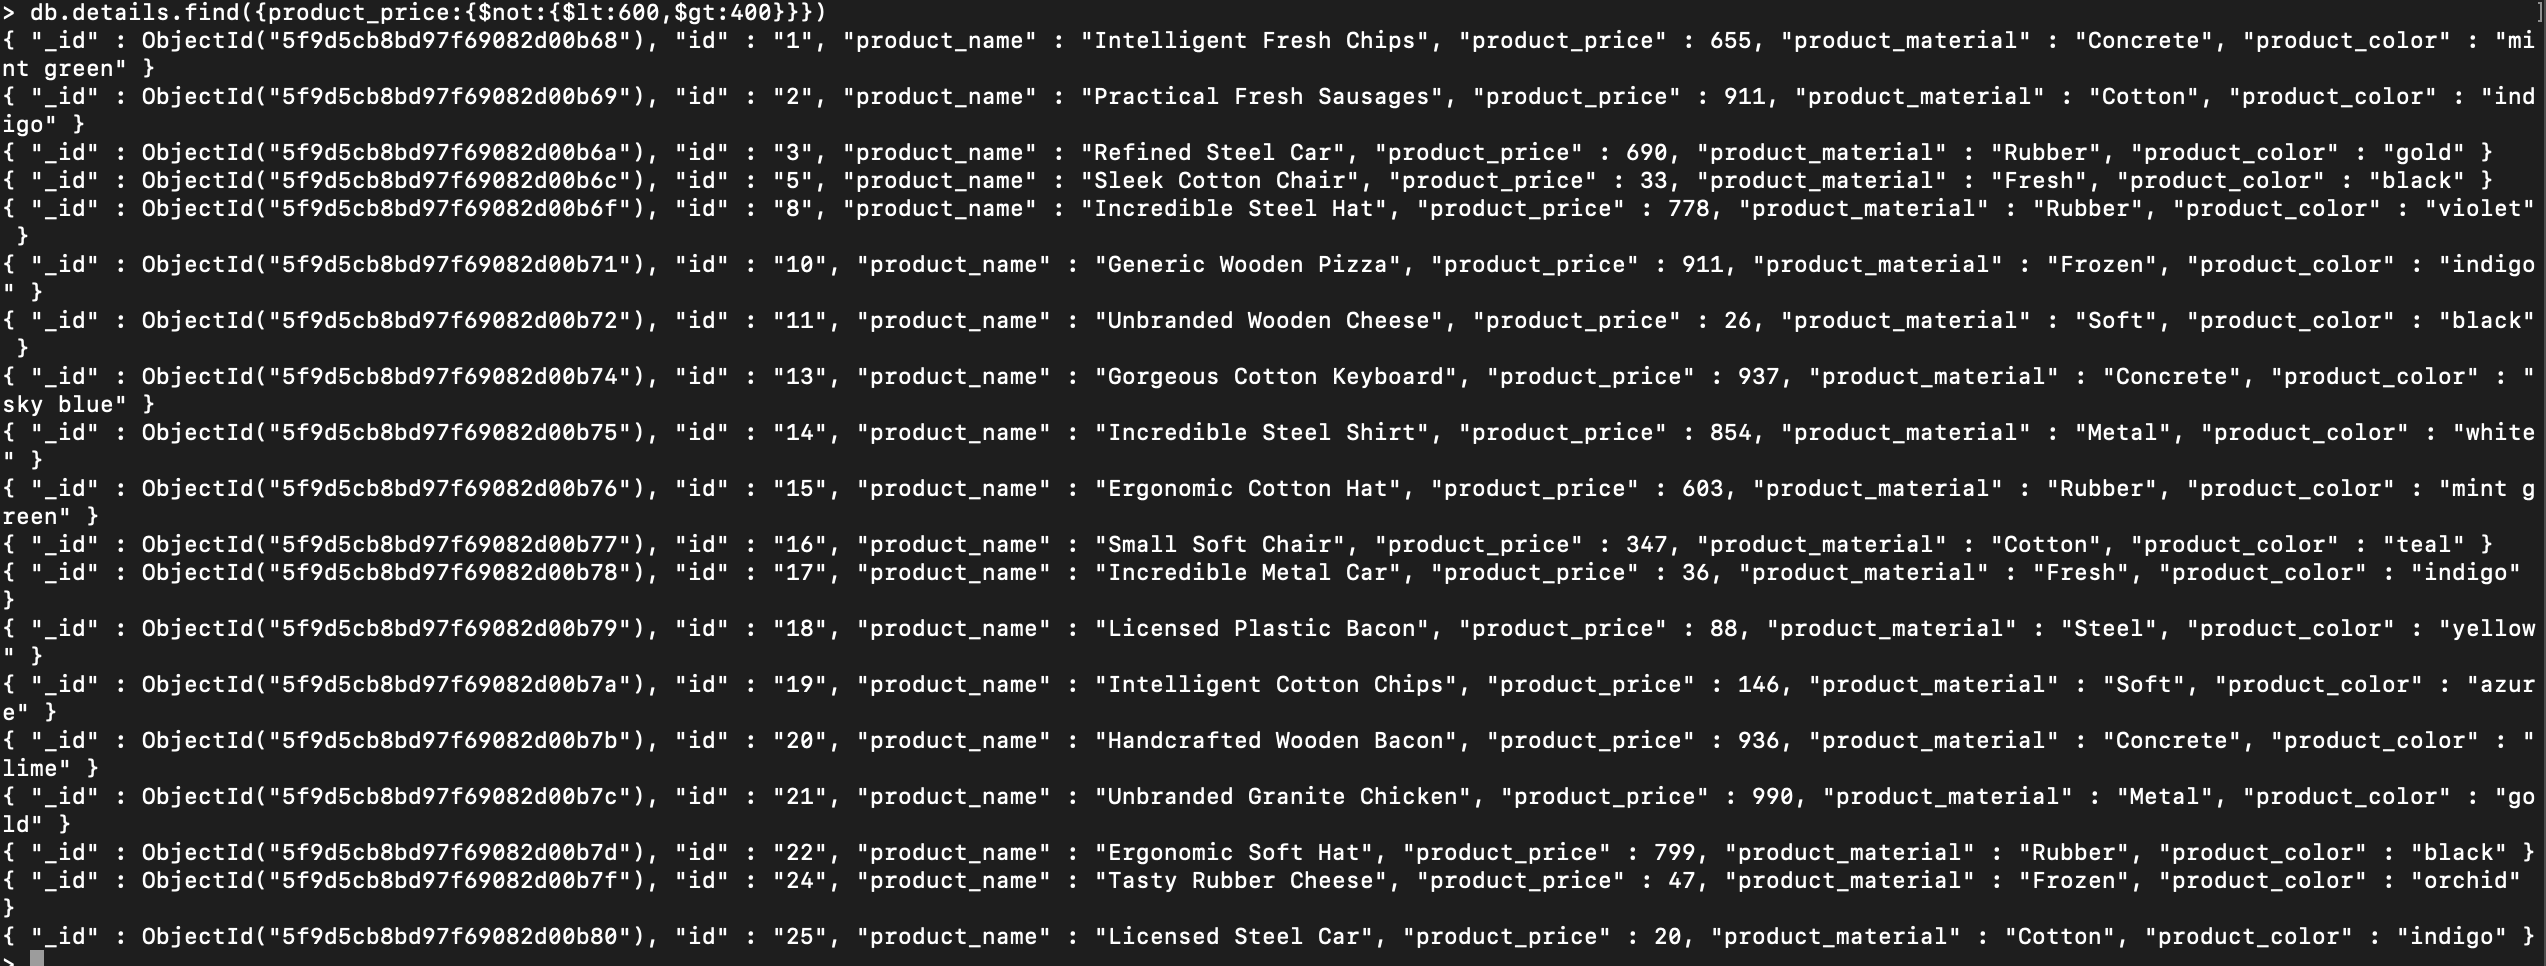 > db.details.find({product_price:{$not:{$lt:600,$gt:400}}})
{ "_id" : ObjectId("5f9d5cb8bd97f69082d00b68"), "id" : "1", "product_name" : "Intelligent Fresh Chips", "product_price" : 655, "product_material" : "Concrete", "product_color" : "mi
nt green" }
{ "_id" : ObjectId("5f9d5cb8bd97f69082d00b69"), "id" : "2", "product_name" : "Practical Fresh Sausages", "product_price" : 911, "product_material" : "Cotton", "product_color" : "ind
igo" }
{ "_id" : ObjectId("5f9d5cb8bd97f69082d00b6a"), "id" : "3", "product_name" : "Refined Steel Car", "product_price" : 690, "product_material" : "Rubber", "product_color" : "gold" }
{ "_id" : ObjectId("5f9d5cb8bd97f69082d00b6c"), "id" : "5", "product_name" : "Sleek Cotton Chair", "product_price" : 33, "product_material" : "Fresh", "product_color" : "black" }
{ "_id" : ObjectId("5f9d5cb8bd97f69082d00b6f"), "id" : "8", "product_name" : "Incredible Steel Hat", "product_price" : 778, "product_material" : "Rubber", "product_color" : "violet"
 }
{ "_id" : ObjectId("5f9d5cb8bd97f69082d00b71"), "id" : "10", "product_name" : "Generic Wooden Pizza", "product_price" : 911, "product_material" : "Frozen", "product_color" : "indigo
" }
{ "_id" : ObjectId("5f9d5cb8bd97f69082d00b72"), "id" : "11", "product_name" : "Unbranded Wooden Cheese", "product_price" : 26, "product_material" : "Soft", "product_color" : "black"
 }
{ "_id" : ObjectId("5f9d5cb8bd97f69082d00b74"), "id" : "13", "product_name" : "Gorgeous Cotton Keyboard", "product_price" : 937, "product_material" : "Concrete", "product_color" : "
sky blue" }
{ "_id" : ObjectId("5f9d5cb8bd97f69082d00b75"), "id" : "14", "product_name" : "Incredible Steel Shirt", "product_price" : 854, "product_material" : "Metal", "product_color" : "white
" }
{ "_id" : ObjectId("5f9d5cb8bd97f69082d00b76"), "id" : "15", "product_name" : "Ergonomic Cotton Hat", "product_price" : 603, "product_material" : "Rubber", "product_color" : "mint g
reen" }
{ "_id" : ObjectId("5f9d5cb8bd97f69082d00b77"), "id" : "16", "product_name" : "Small Soft Chair", "product_price" : 347, "product_material" : "Cotton", "product_color" : "teal" }
{ "_id" : ObjectId("5f9d5cb8bd97f69082d00b78"), "id" : "17", "product_name" : "Incredible Metal Car", "product_price" : 36, "product_material" : "Fresh", "product_color" : "indigo"
}
{ "_id" : ObjectId("5f9d5cb8bd97f69082d00b79"), "id" : "18", "product_name" : "Licensed Plastic Bacon", "product_price" : 88, "product_material" : "Steel", "product_color" : "yellow
" }
{ "_id" : ObjectId("5f9d5cb8bd97f69082d00b7a"), "id" : "19", "product_name" : "Intelligent Cotton Chips", "product_price" : 146, "product_material" : "Soft", "product_color" : "azur
e" }
{ "_id" : ObjectId("5f9d5cb8bd97f69082d00b7b"), "id" : "20", "product_name" : "Handcrafted Wooden Bacon", "product_price" : 936, "product_material" : "Concrete", "product_color" : "
lime" }
{ "_id" : ObjectId("5f9d5cb8bd97f69082d00b7c"), "id" : "21", "product_name" : "Unbranded Granite Chicken", "product_price" : 990, "product_material" : "Metal", "product_color" : "go
ld" }
{ "_id" : ObjectId("5f9d5cb8bd97f69082d00b7d"), "id" : "22", "product_name" : "Ergonomic Soft Hat", "product_price" : 799, "product_material" : "Rubber", "product_color" : "black" }
{ "_id" : ObjectId("5f9d5cb8bd97f69082d00b7f"), "id" : "24", "product_name" : "Tasty Rubber Cheese", "product_price" : 47, "product_material" : "Frozen", "product_color" : "orchid"
}
{ "_id" : ObjectId("5f9d5cb8bd97f69082d00b80"), "id" : "25", "product_name" : "Licensed Steel Car", "product_price" : 20, "product_material" : "Cotton", "product_color" : "indigo" }
>